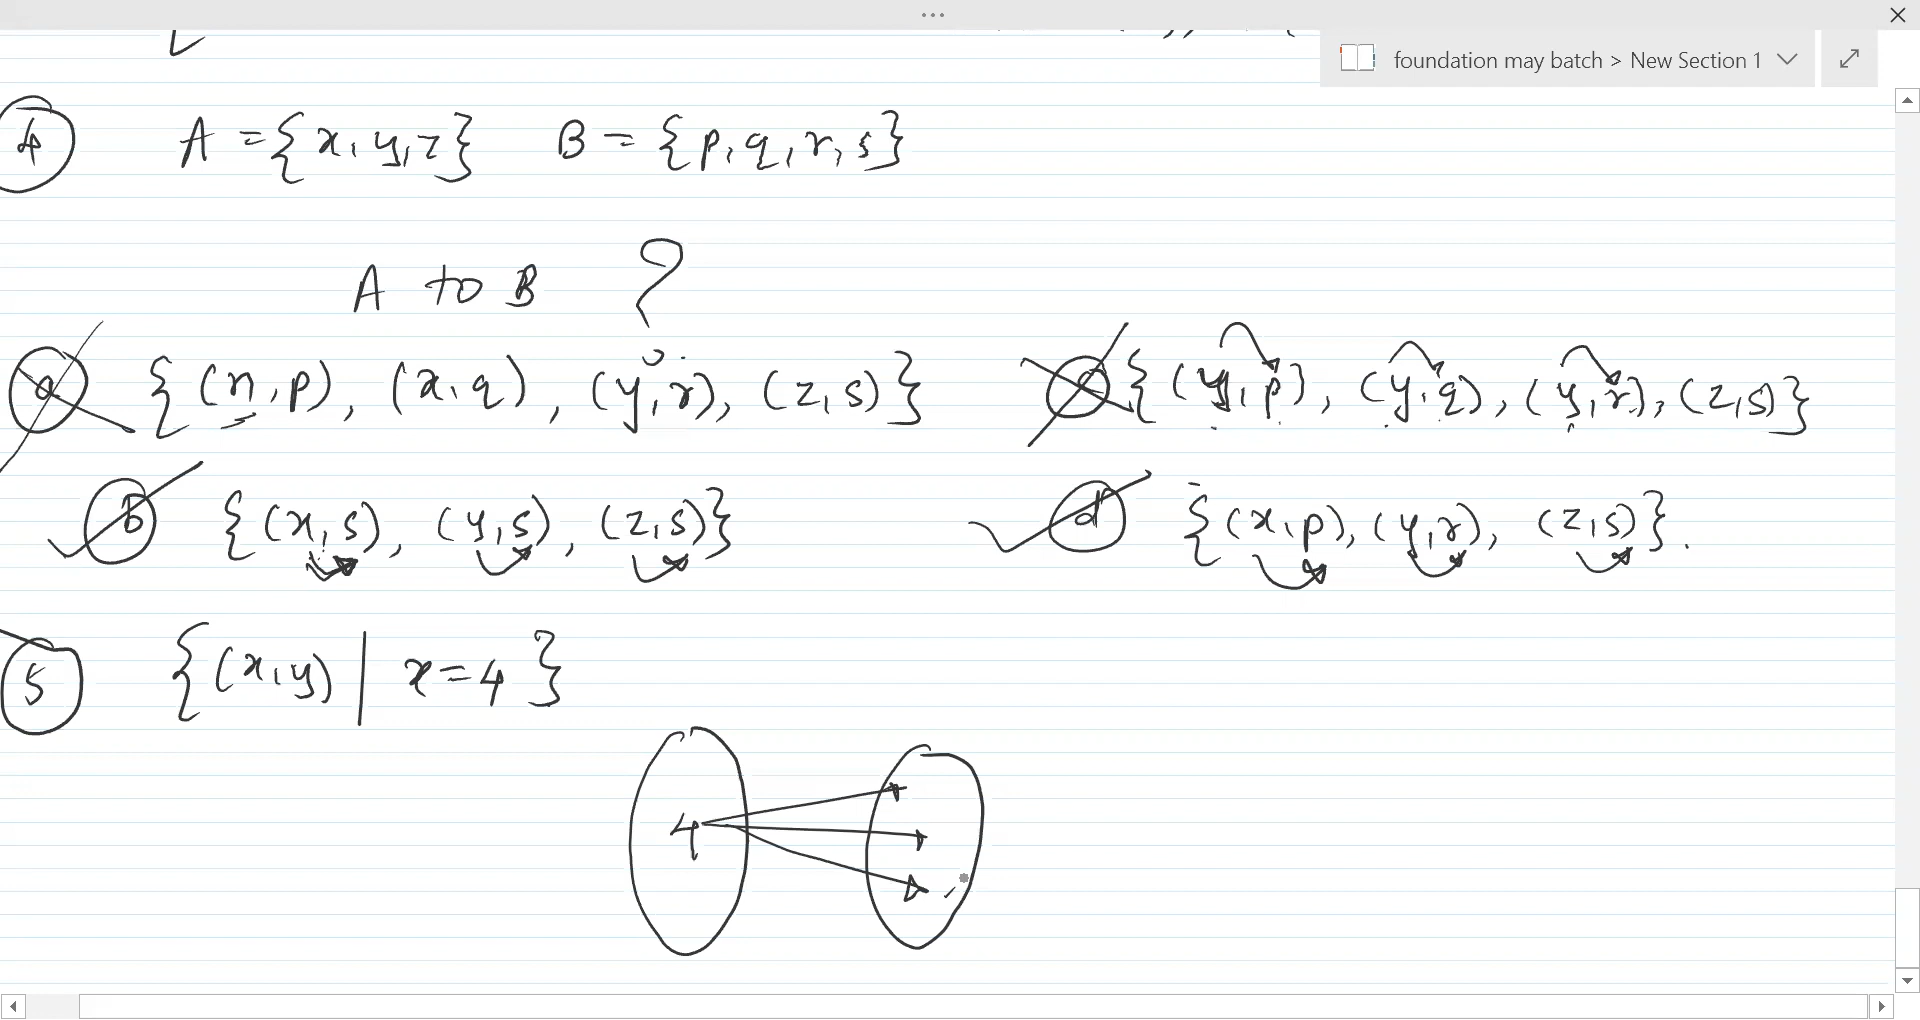 foundation may batch > New Section 1
4 A = {x, y, z} B = {p, q, r, s}
A to B ?
a {(n, p), (x, q), (y, r), (z, s)} c {(y, p), (y, q), (y, r), (z, s)}
b {(x, s), (y, s), (z, s)} d {(x, p), (y, r), (z, s)}.
5 {(x, y) | x = 4}
4